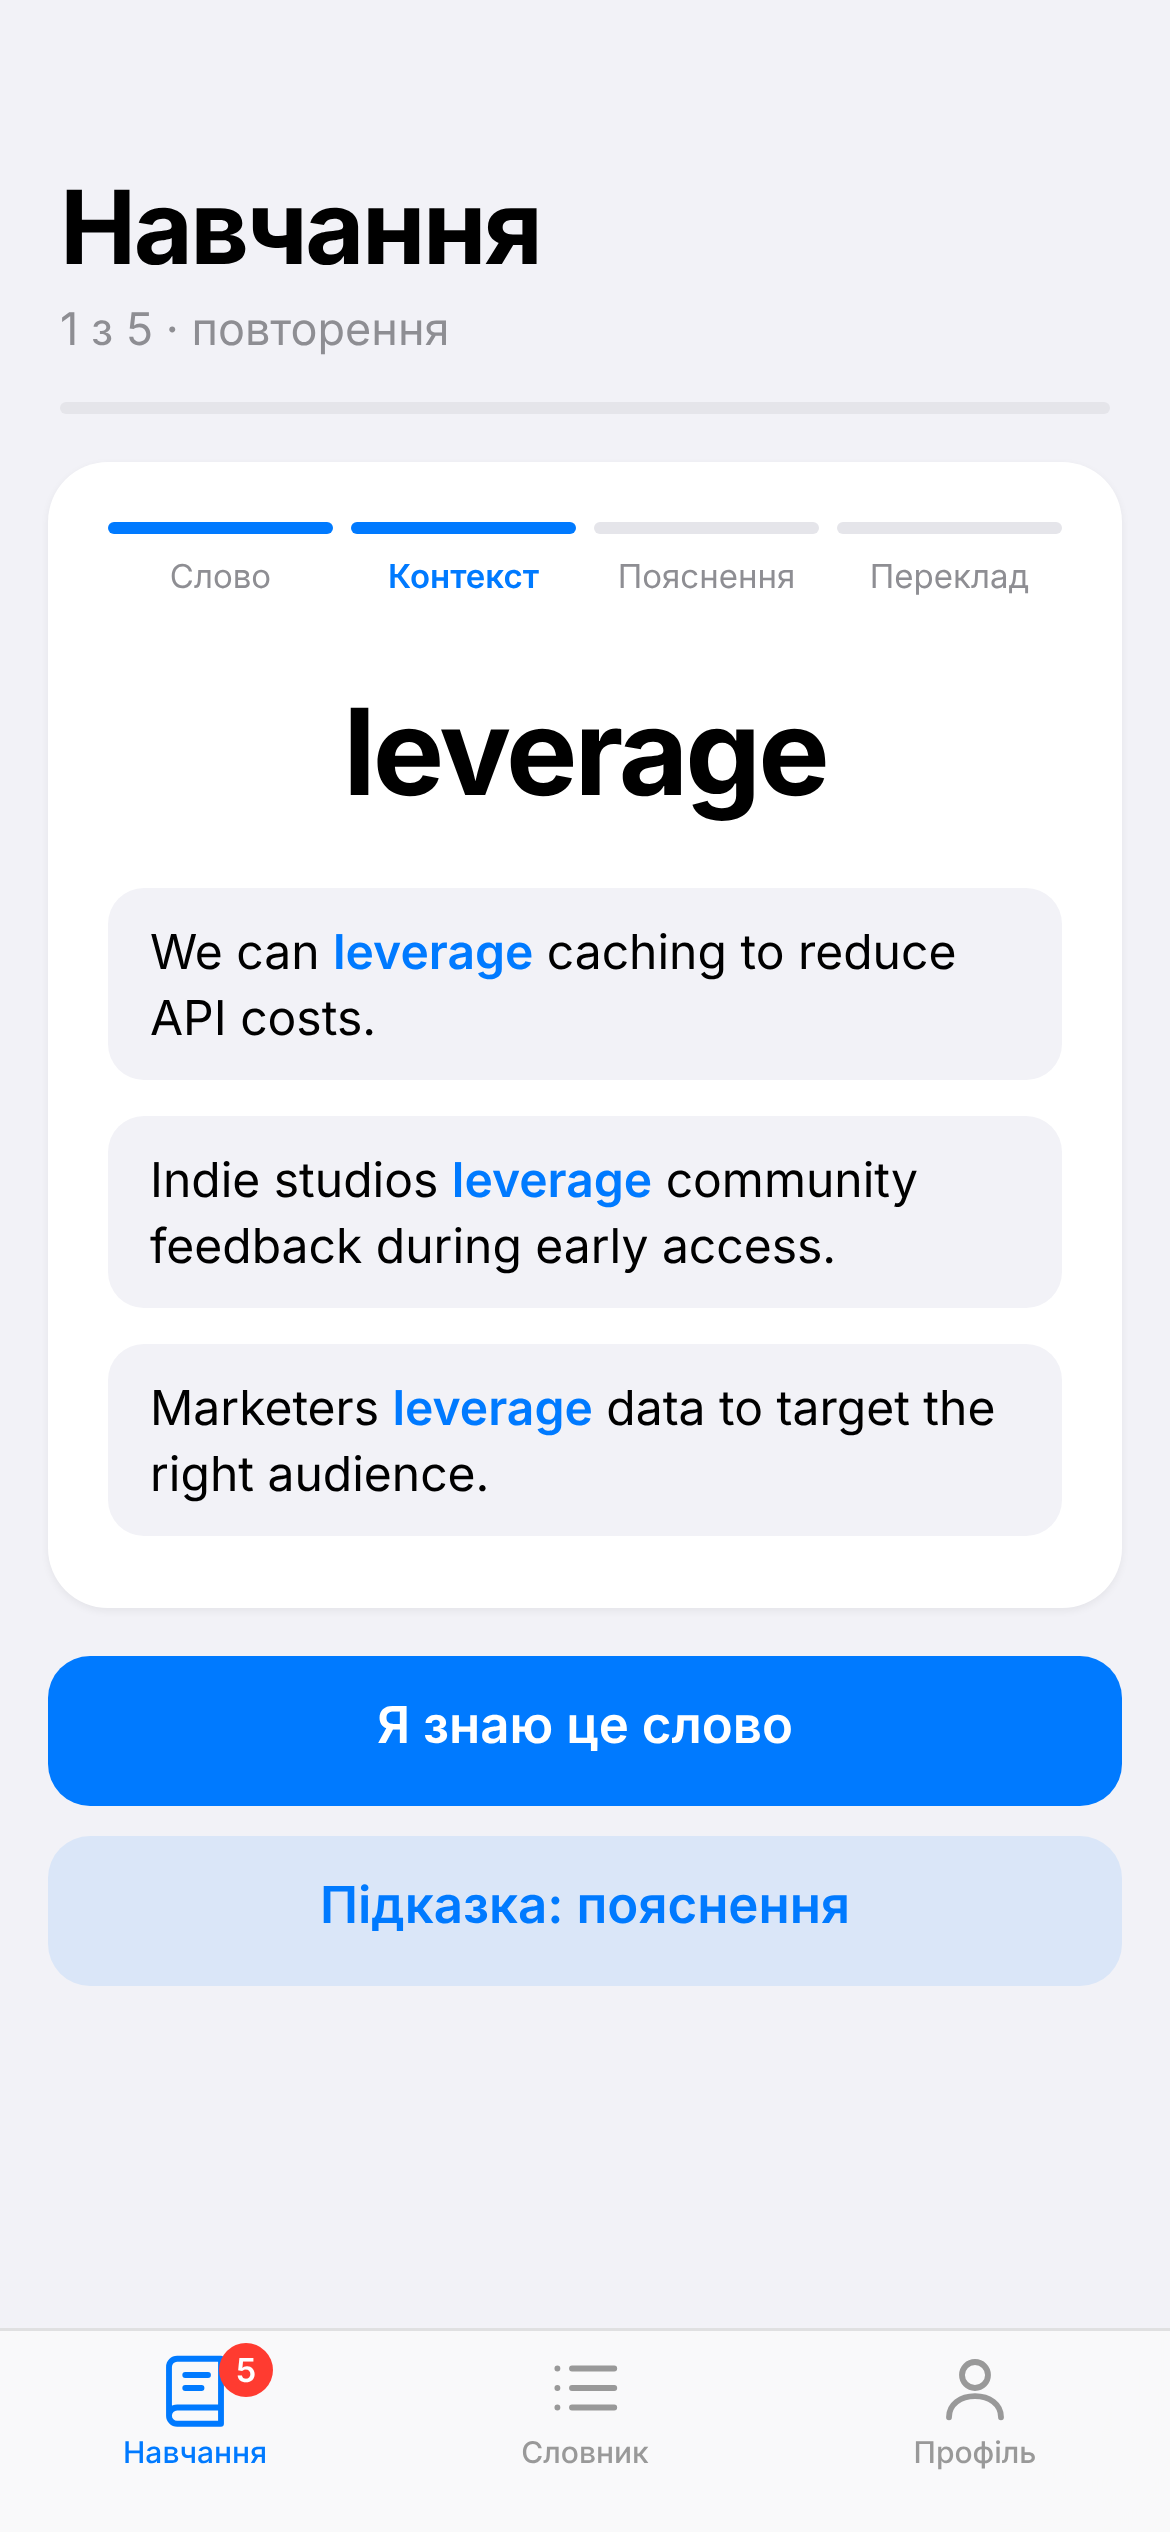 Навчання
1 з 5 · повторення
Слово
Контекст
Пояснення
Переклад
leverage
We can leverage caching to reduce
API costs.
Indie studios leverage community
feedback during early access.
Marketers leverage data to target the
right audience.
Я знаю це слово
Підказка: пояснення
5
Навчання
Словник
Профіль